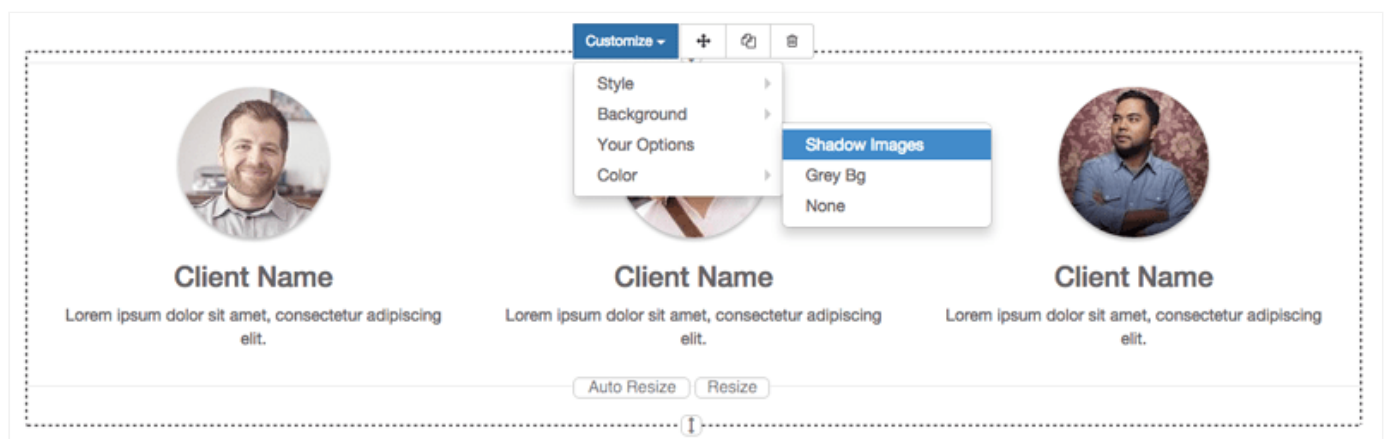 Customize
Style
Background
Your Options
Color
Shadow Images
Grey Bg
None
Client Name
Lorem ipsum dolor sit amet, consectetur adipiscing
elit.
Client Name
Lorem ipsum dolor sit amet, consectetur adipiscing
elit.
Client Name
Lorem ipsum dolor sit amet, consectetur adipiscing
elit.
Auto Resize
Resize